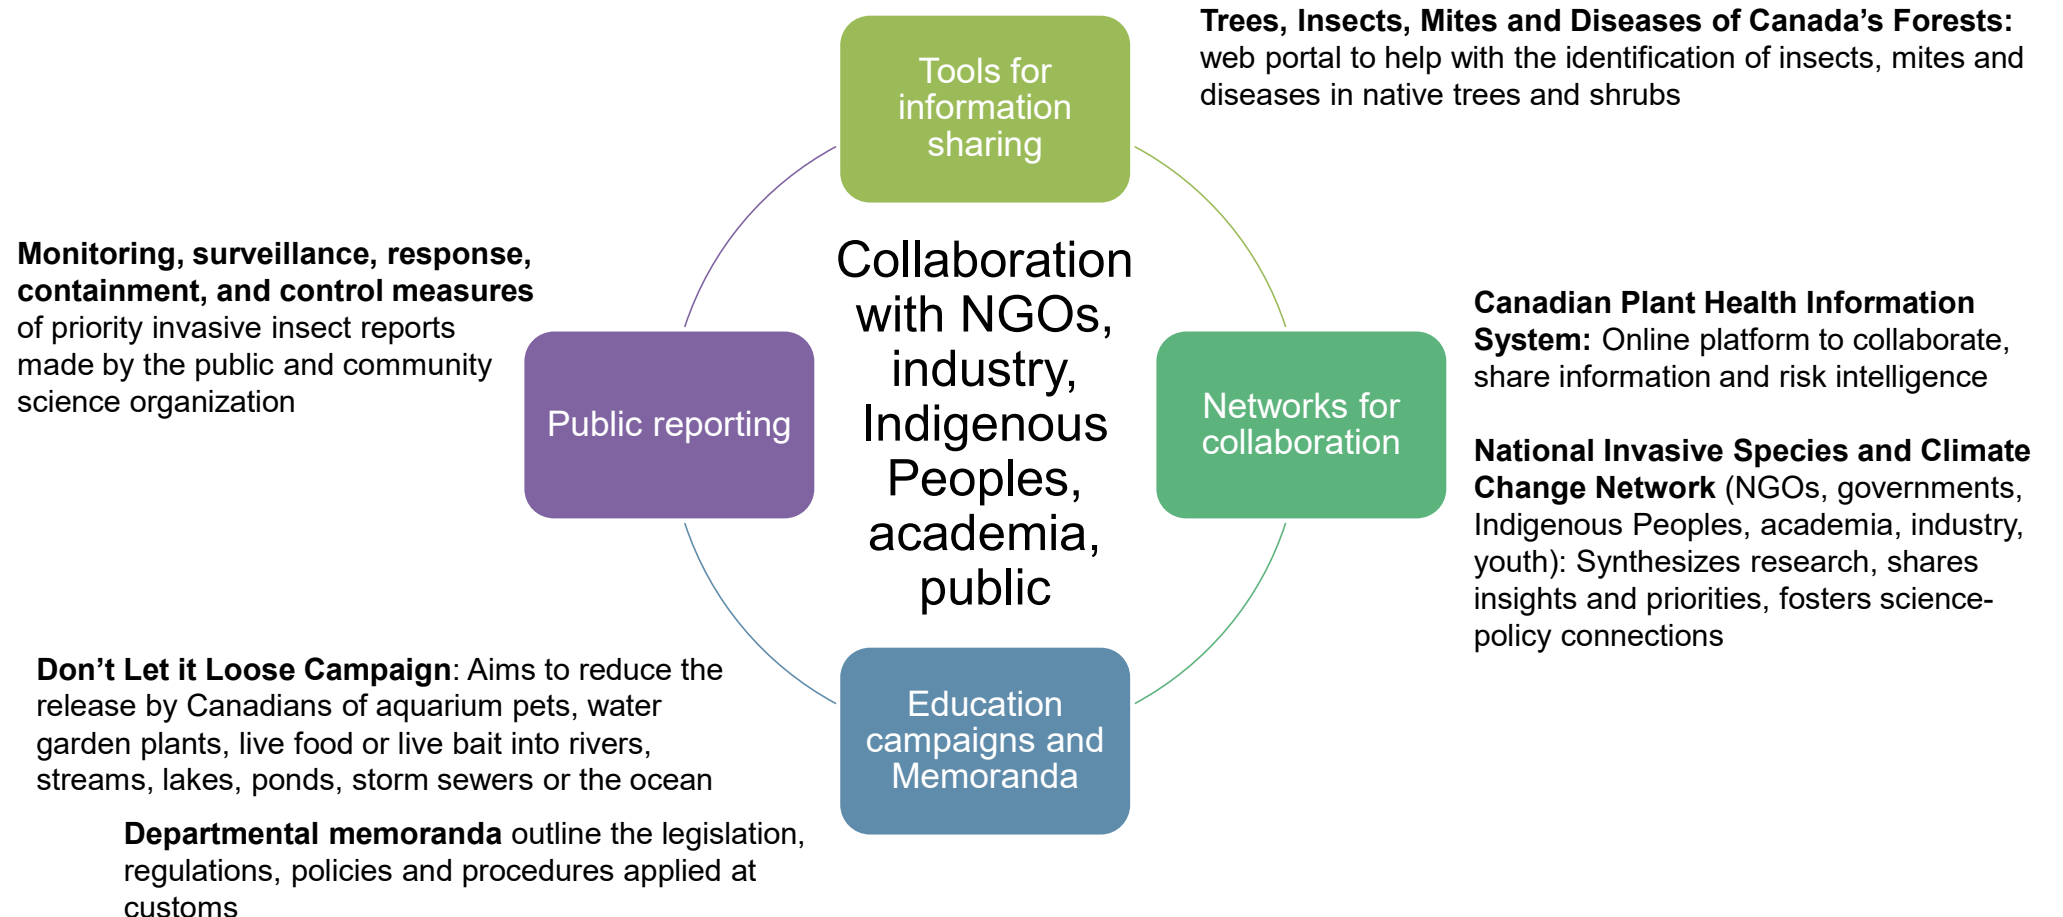 Tools for
information
sharing
Trees, Insects, Mites and Diseases of Canada’s Forests:
web portal to help with the identification of insects, mites and
diseases in native trees and shrubs
Collaboration
with NGOs,
industry,
Indigenous
Peoples,
academia,
public
Networks for
collaboration
Canadian Plant Health Information
System: Online platform to collaborate,
share information and risk intelligence
National Invasive Species and Climate
Change Network (NGOs, governments,
Indigenous Peoples, academia, industry,
youth): Synthesizes research, shares
insights and priorities, fosters science-
policy connections
Education
campaigns and
Memoranda
Don’t Let it Loose Campaign: Aims to reduce the
release by Canadians of aquarium pets, water
garden plants, live food or live bait into rivers,
streams, lakes, ponds, storm sewers or the ocean
Departmental memoranda outline the legislation,
regulations, policies and procedures applied at
customs
Public reporting
Monitoring, surveillance, response,
containment, and control measures
of priority invasive insect reports
made by the public and community
science organization